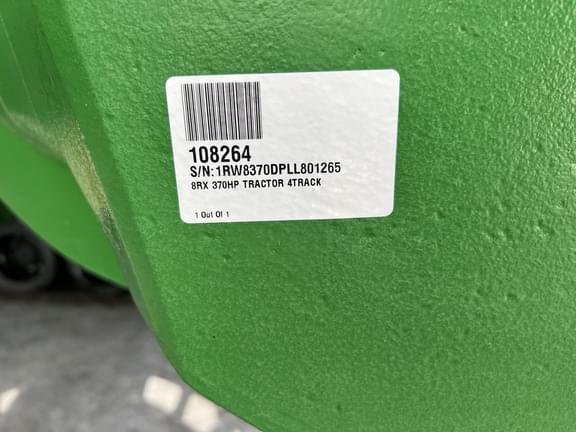 108264
S/N:1RW8370DPLL801265
8RX 370HP TRACTOR 4TRACK
1 Out Of 1